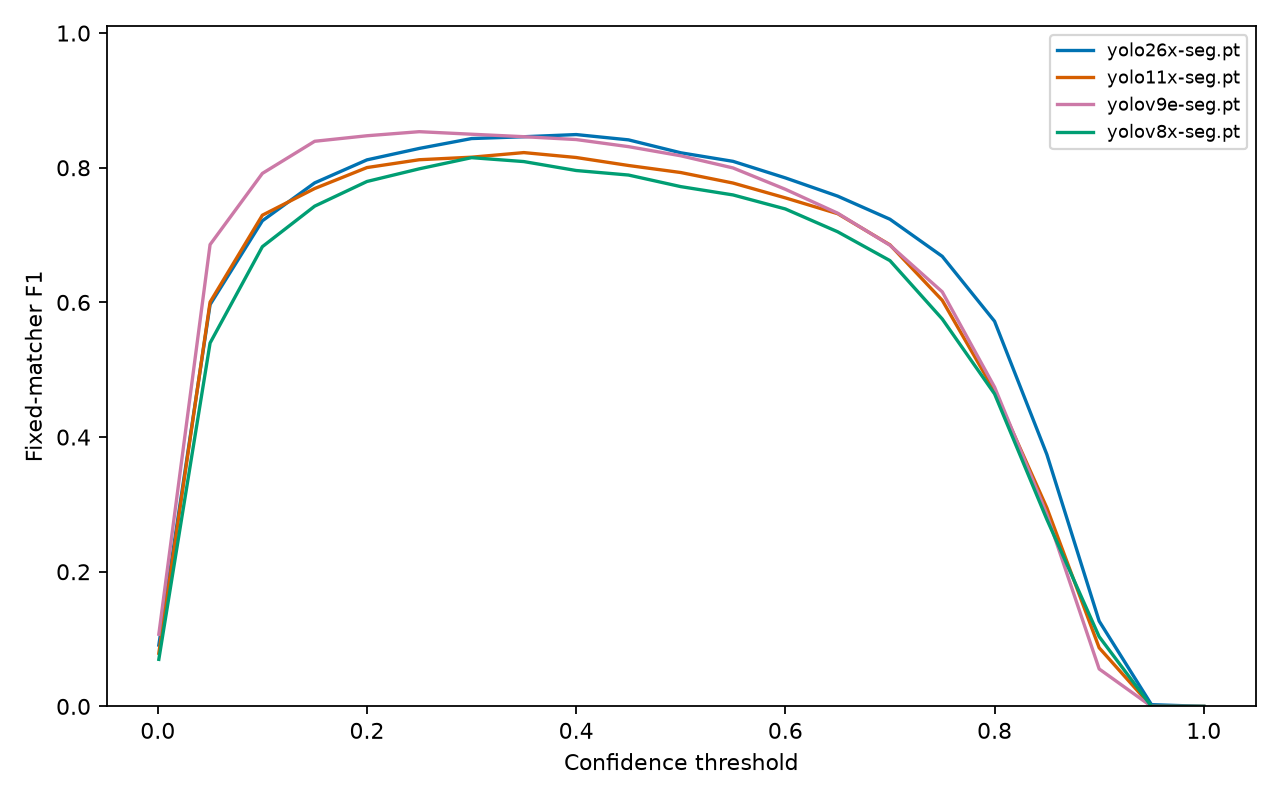 1.0
0.8
0.6
0.4
0.2
0.0
Fixed-matcher F1
yolo26x-seg.pt
yolo11x-seg.pt
yolov9e-seg.pt
yolov8x-seg.pt
0.0 0.2 0.4 0.6 0.8 1.0
Confidence threshold